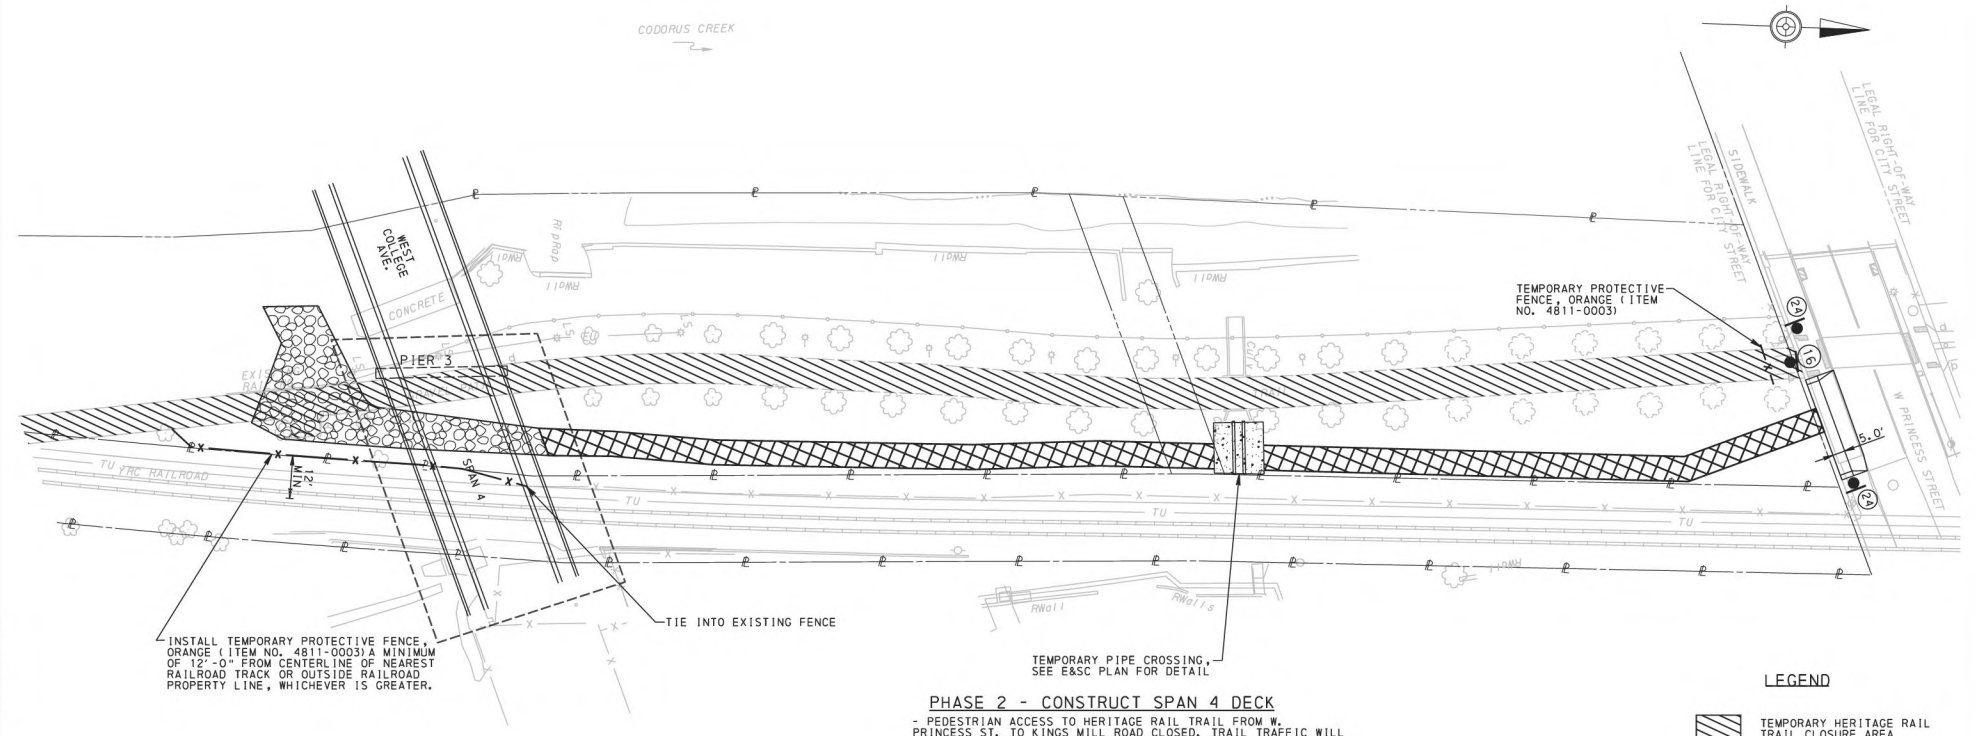 CODORUS CREEK
LEGAL RIGHT-OF-WAY
LINE FOR CITY STREET
SIDEWALK
LEGAL RIGHT-OF-WAY
LINE FOR CITY STREET
WEST
COLLEGE
AVE.
RipRap
RWall
RWall
RWall
RWall
CONCRETE
TEMPORARY PROTECTIVE
FENCE, ORANGE (ITEM
NO. 4811-0003)
24
16
LS
LS
PIER 3
Culv
TRAIL
W PRINCESS STREET
5.0'
24
TU
YRC RAILROAD
12'
MIN
SPAN 4
TU
TU
TU
RWall
RWall
RWalls
TIE INTO EXISTING FENCE
INSTALL TEMPORARY PROTECTIVE FENCE,
ORANGE (ITEM NO. 4811-0003) A MINIMUM
OF 12'-0" FROM CENTERLINE OF NEAREST
RAILROAD TRACK OR OUTSIDE RAILROAD
PROPERTY LINE, WHICHEVER IS GREATER.
TEMPORARY PIPE CROSSING,
SEE E&SC PLAN FOR DETAIL
PHASE 2 - CONSTRUCT SPAN 4 DECK
- PEDESTRIAN ACCESS TO HERITAGE RAIL TRAIL FROM W.
PRINCESS ST. TO KINGS MILL ROAD CLOSED. TRAIL TRAFFIC WILL
LEGEND
TEMPORARY HERITAGE RAIL
TRAIL CLOSURE AREA